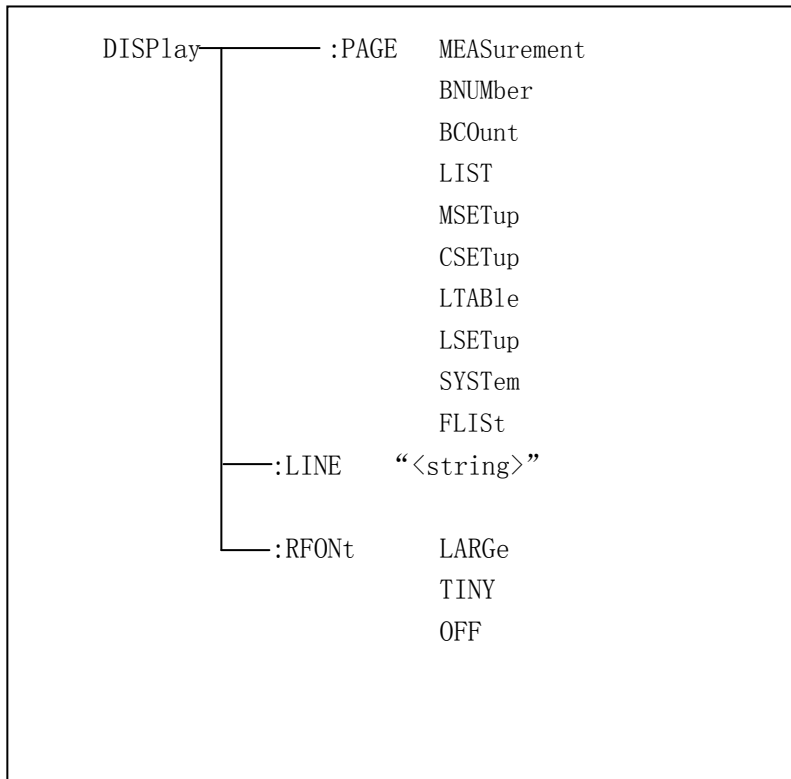 DISPlay :PAGE MEASurement
BNUMber
BCOunt
LIST
MSETup
CSETup
LTABle
LSETup
SYSTem
FLISt
:LINE “<string>”
:RFONt LARGe
TINY
OFF